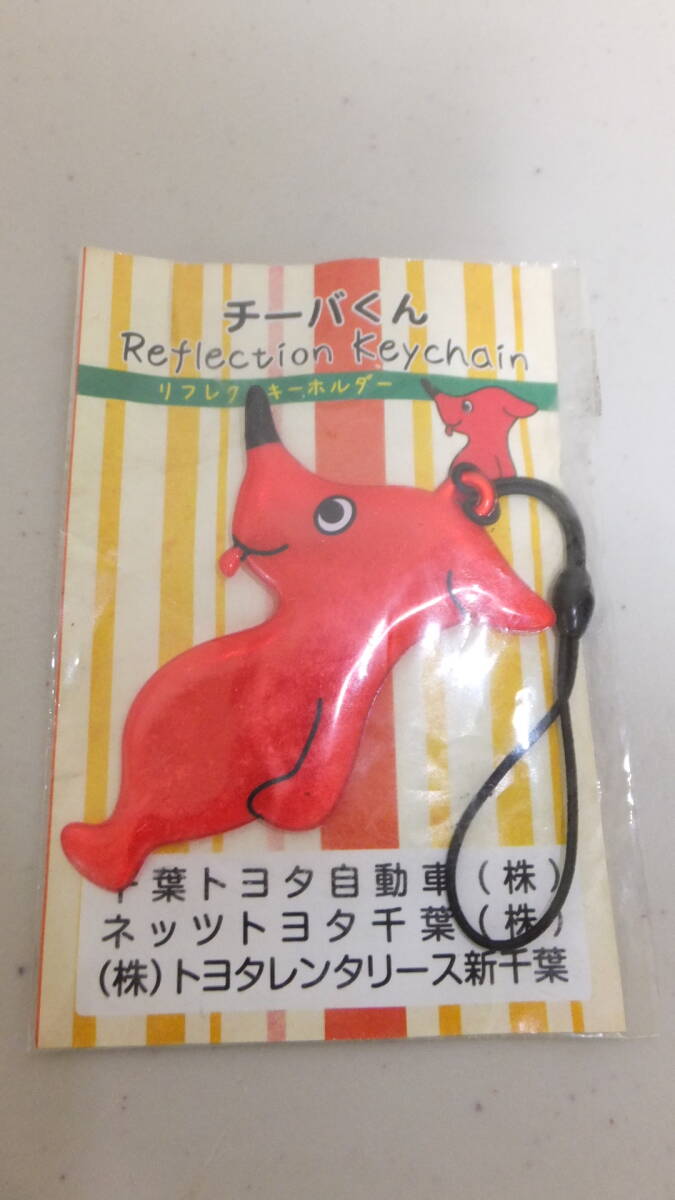 チーバくん
Reflection Keychain
リフレク キーホルダー
千葉トヨタ自動車(株)
ネッツトヨタ千葉(株)
(株)トヨタレンタリース新千葉